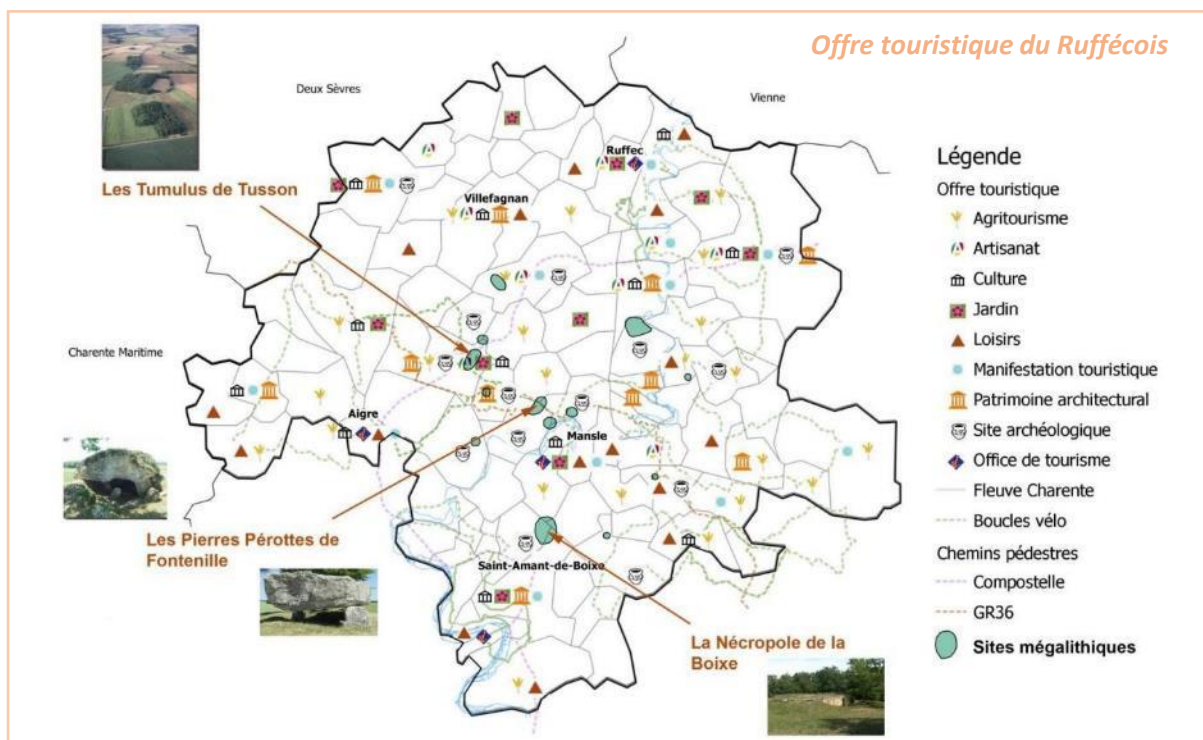 Offre touristique du Rufféçois
Deux Sèvres
Vienne
Ruffec
Les Tumulus de Tusson
Villefagnan
Charente Maritime
Aigre
Mansle
Les Pierres Pérottes de
Fontenille
Saint-Amant-de-Boixe
La Nécropole de la
Boixe
Légende
Offre touristique
Agritourisme
Artisanat
Culture
Jardin
Loisirs
Manifestation touristique
Patrimoine architectural
Site archéologique
Office de tourisme
Fleuve Charente
Boucles vélo
Chemins pédestres
Compostelle
GR36
Sites mégalithiques